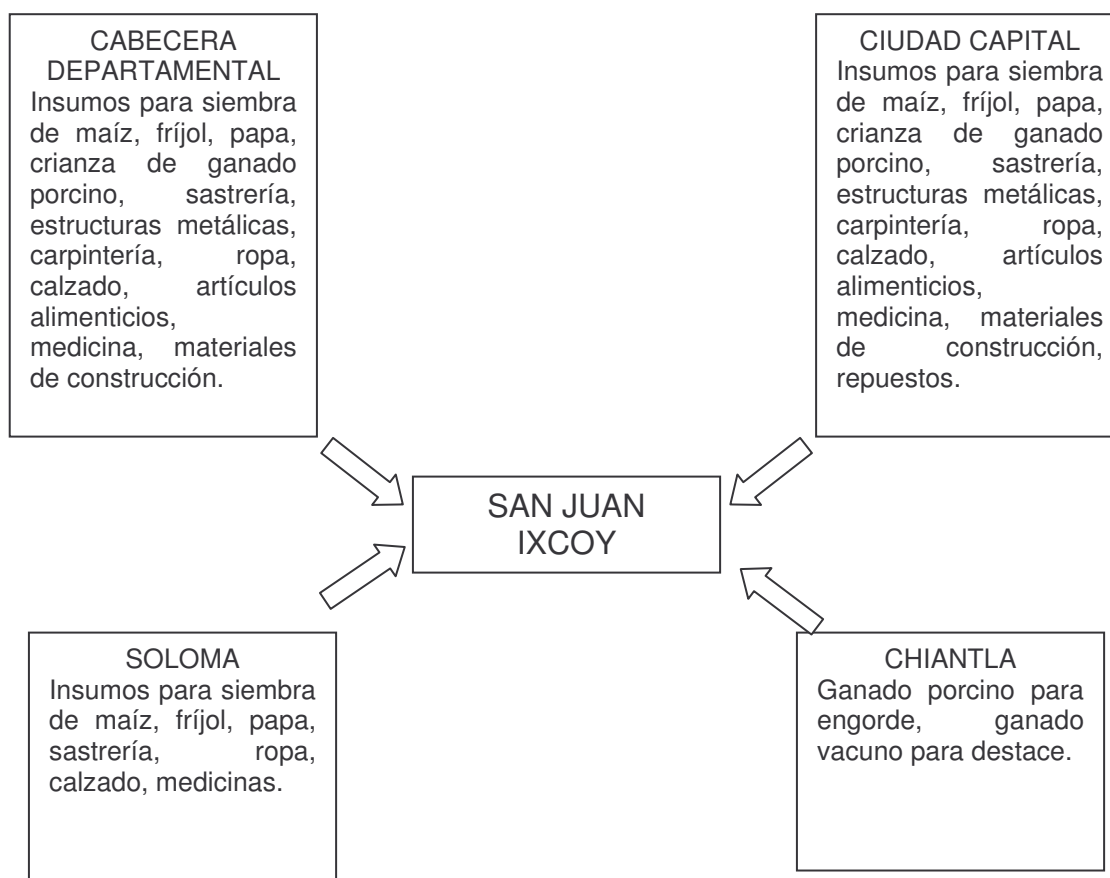 CABECERA
DEPARTAMENTAL
Insumos para siembra
de maíz, fríjol, papa,
crianza de ganado
porcino, sastrería,
estructuras metálicas,
carpintería, ropa,
calzado, artículos
alimenticios,
medicina, materiales
de construcción.
CIUDAD CAPITAL
Insumos para siembra
de maíz, fríjol, papa,
crianza de ganado
porcino, sastrería,
estructuras metálicas,
carpintería, ropa,
calzado, artículos
alimenticios,
medicina, materiales
de construcción,
repuestos.
SAN JUAN
IXCOY
SOLOMA
Insumos para siembra
de maíz, fríjol, papa,
sastrería, ropa,
calzado, medicinas.
CHIANTLA
Ganado porcino para
engorde, ganado
vacuno para destace.